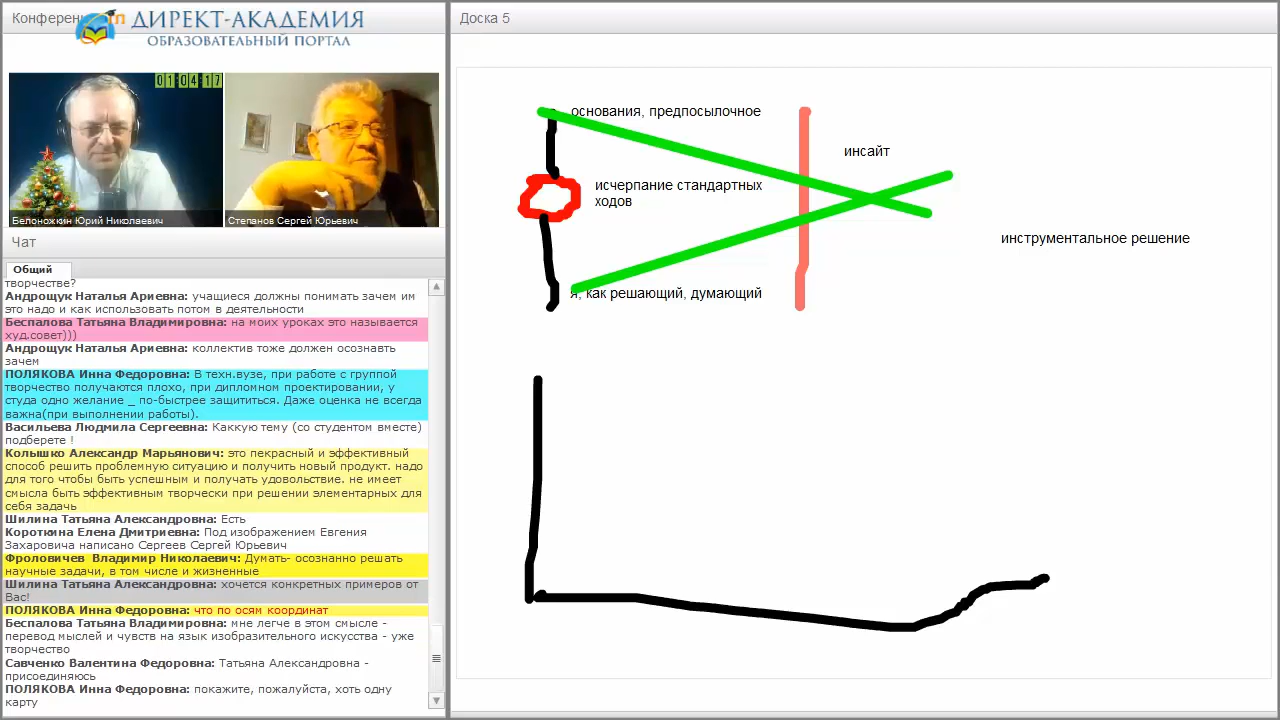 Конферен
ДИРЕКТ-АКАДЕМИЯ
ОБРАЗОВАТЕЛЬНЫЙ ПОРТАЛ
01:04:17
Белоножкин Юрий Николаевич
Степанов Сергей Юрьевич
Чат
Общий
творчестве?
Андрощук Наталья Ариевна: учащиеся должны понимать зачем им
это надо и как использовать потом в деятельности
Беспалова Татьяна Владимировна: на моих уроках это называется
худ.совет)))
Андрощук Наталья Ариевна: коллектив тоже должен осознавть
зачем
ПОЛЯКОВА Инна Федоровна: В техн.вузе, при работе с группой
творчество получаются плохо, при дипломном проектировании, у
студа одно желание _ по-быстрее защититься. Даже оценка не всегда
важна(при выполнении работы).
Васильева Людмила Сергеевна: Каккую тему (со студентом вместе)
подберете !
Колышко Александр Марьянович: это пекрасный и эффективный
способ решить проблемную ситуацию и получить новый продукт. надо
для того чтобы быть успешным и получать удовольствие. не имеет
смысла быть эффективным творчески при решении элементарных для
себя задачь
Шилина Татьяна Александровна: Есть
Короткина Елена Дмитриевна: Под изображением Евгения
Захаровича написано Сергеев Сергей Юрьевич
Фроловичев Владимир Николаевич: Думать- осознанно решать
научные задачи, в том числе и жизненные
Шилина Татьяна Александровна: хочется конкретных примеров от
Вас!
ПОЛЯКОВА Инна Федоровна: что по осям координат
Беспалова Татьяна Владимировна: мне легче в этом смысле -
перевод мыслей и чувств на язык изобразительного искусства - уже
творчество
Савченко Валентина Федоровна: Татьяна Александровна -
присоединяюсь
ПОЛЯКОВА Инна Федоровна: покажите, пожалуйста, хоть одну
карту
Доска 5
основания, предпосылочное
инсайт
исчерпание стандартных
ходов
инструментальное решение
я, как решающий, думающий